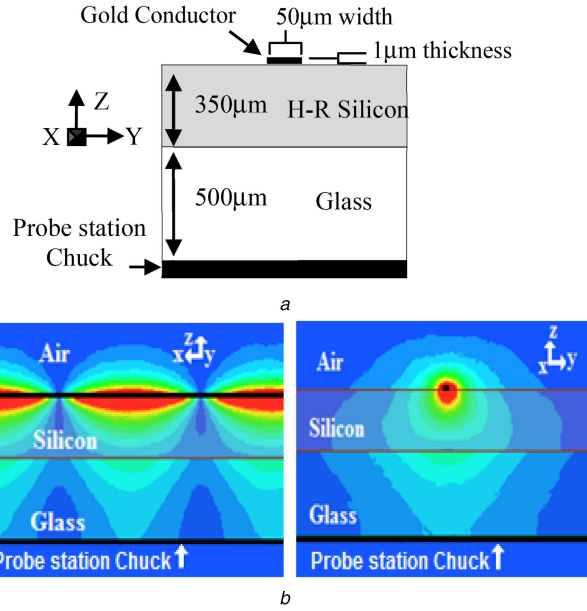 Gold Conductor
50μm width
1μm thickness
350μm
H-R Silicon
Z
X
Y
500μm
Glass
Probe station
Chuck
a
Air
z
x
y
Silicon
Glass
Probe station Chuck
Air
z
x
y
Silicon
Glass
Probe station Chuck
b